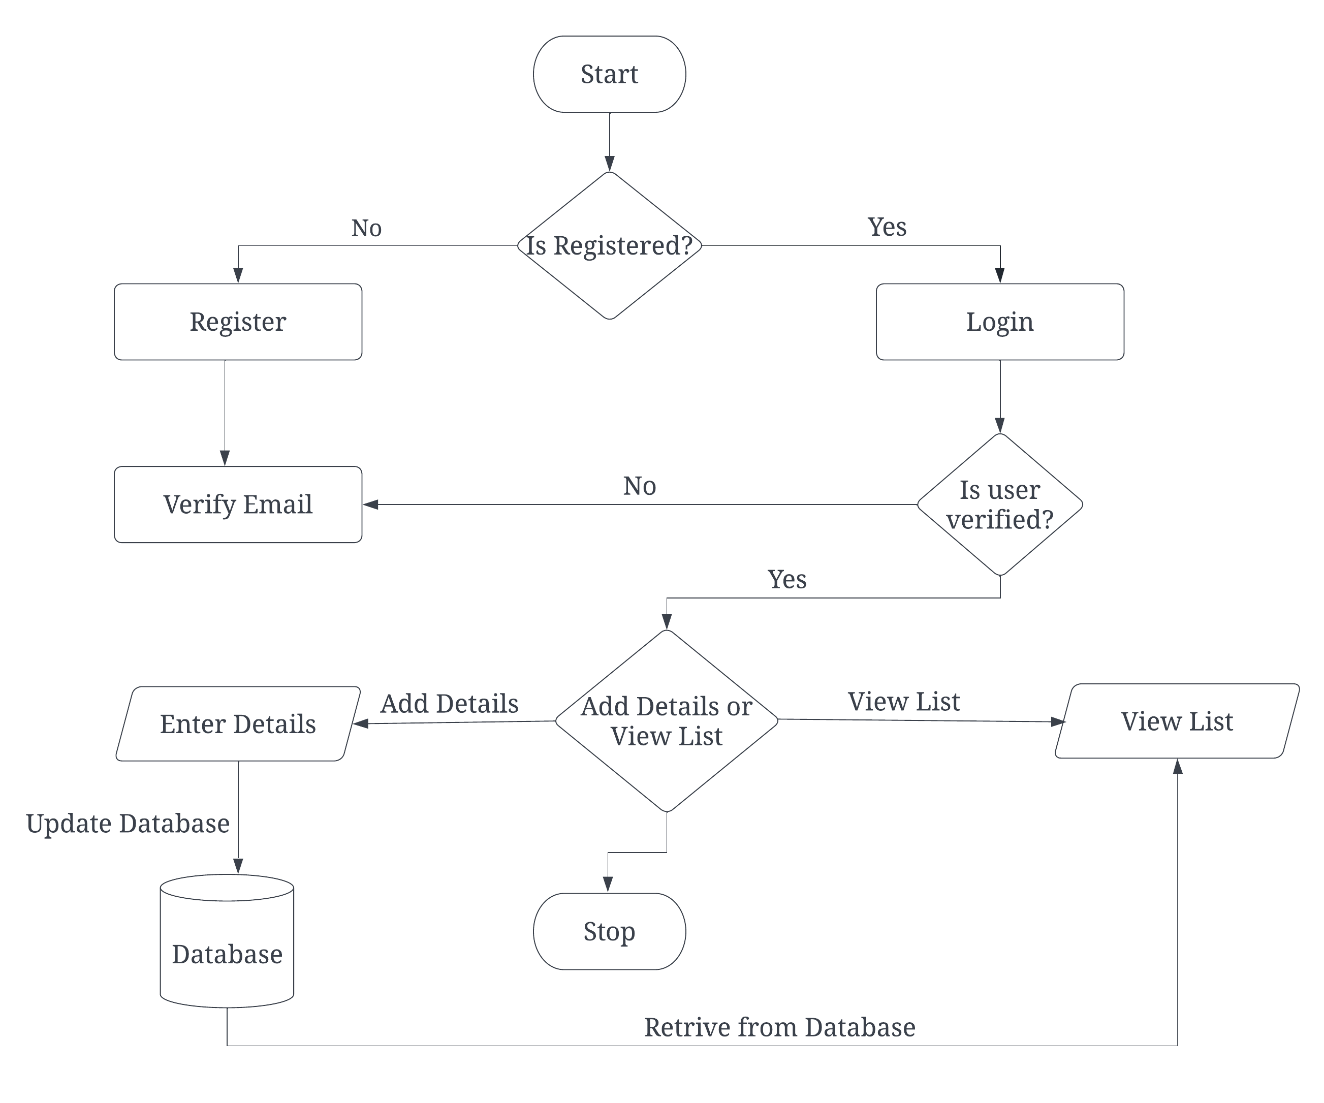 Start
Is Registered?
No
Yes
Register
Login
Verify Email
No
Is user
verified?
Yes
Enter Details
Add Details
Add Details or
View List
View List
View List
Update Database
Database
Stop
Retrive from Database